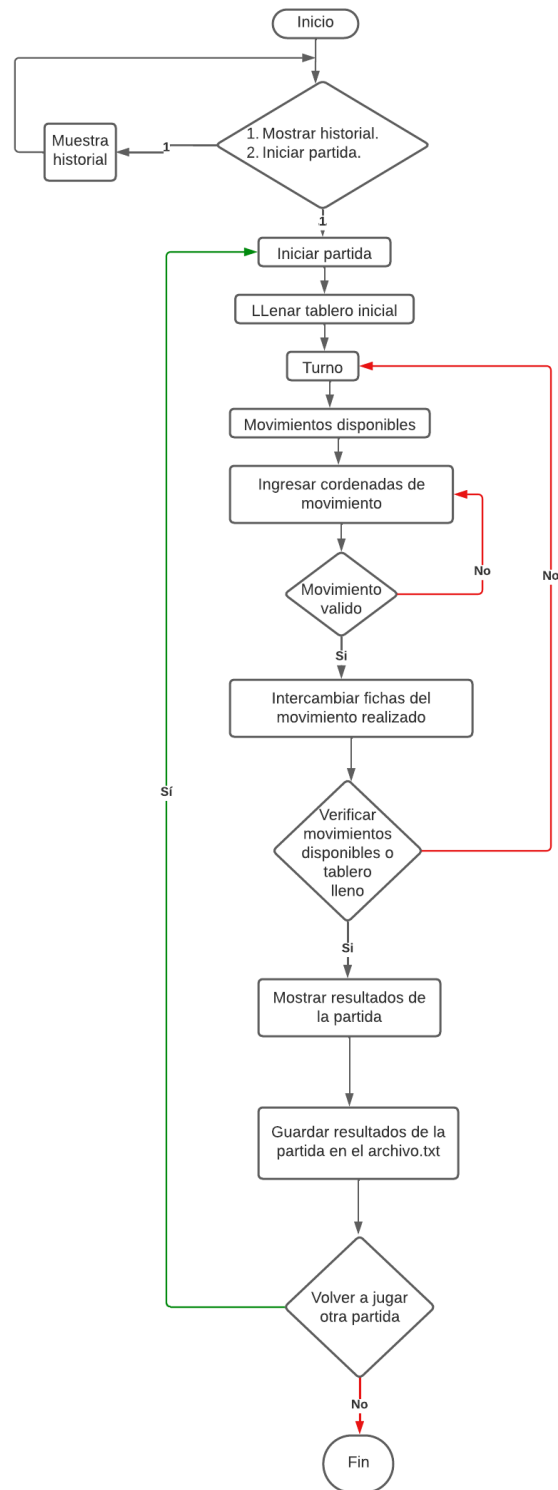 Inicio
1. Mostrar historial.
2. Iniciar partida.
1
Muestra
historial
1
Iniciar partida
LLenar tablero inicial
Turno
Movimientos disponibles
Ingresar cordenadas de
movimiento
No
No
Movimiento
valido
Si
Intercambiar fichas del
movimiento realizado
Sí
Verificar
movimientos
disponibles o
tablero
lleno
Si
Mostrar resultados de
la partida
Guardar resultados de la
partida en el archivo.txt
Volver a jugar
otra partida
No
Fin